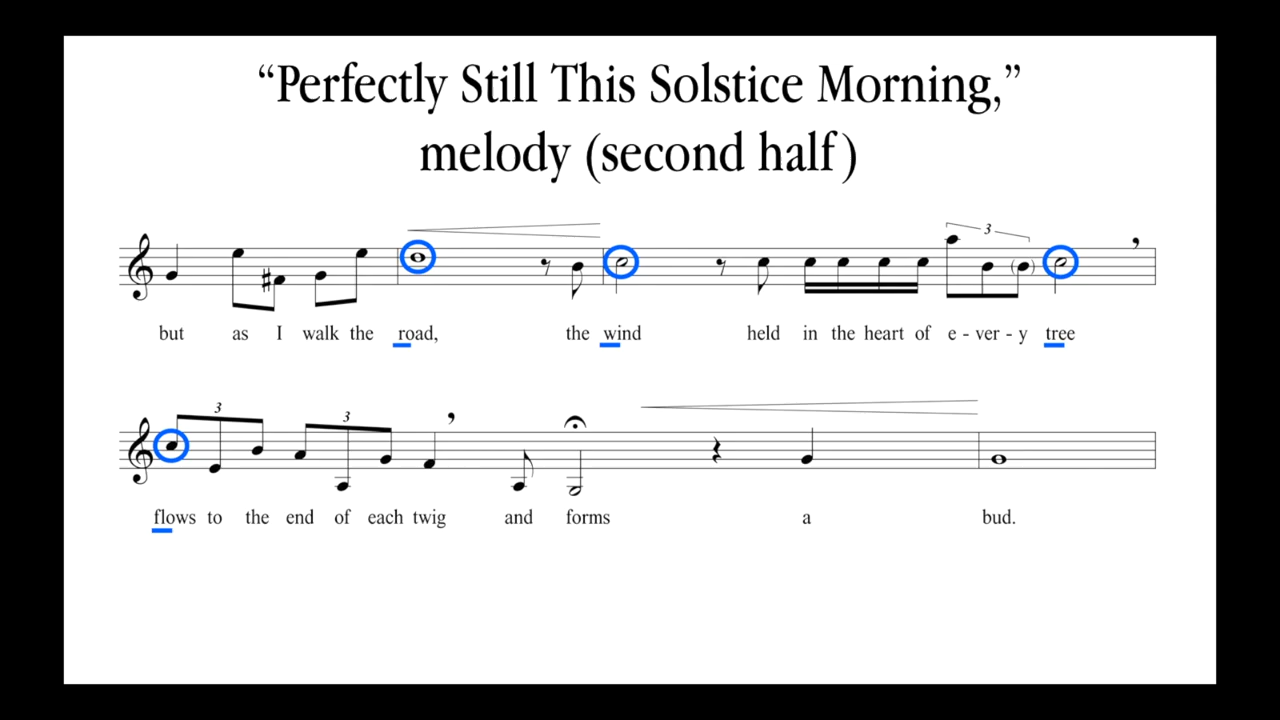 “Perfectly Still This Solstice Morning,”
melody (second half)
3
but as I walk the road, the wind held in the heart of e - ver - y tree
3 3
flows to the end of each twig and forms a bud.